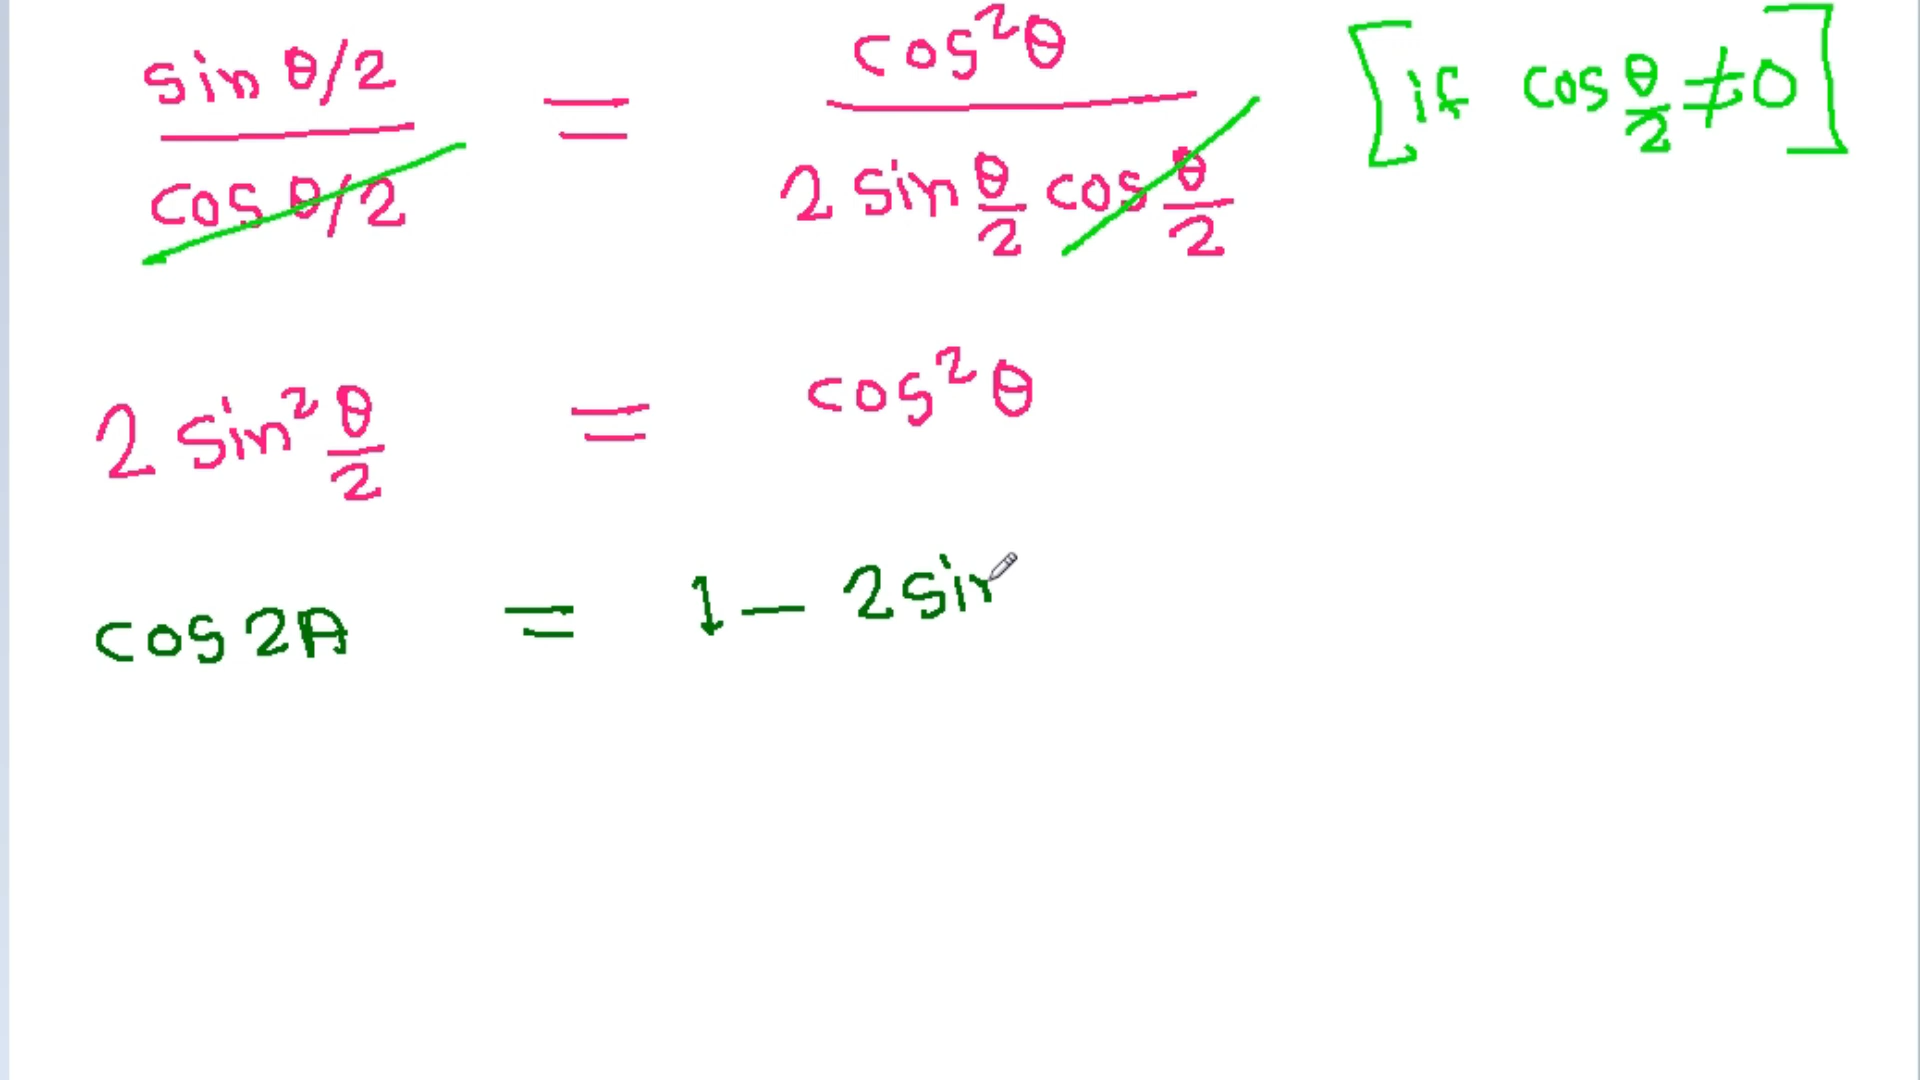 sin θ/2 / cos θ/2 = cos²θ / 2 sin θ/2 cos θ/2 [if cos θ/2 ≠ 0]
2 sin² θ/2 = cos²θ
cos 2A = 1 − 2 sin